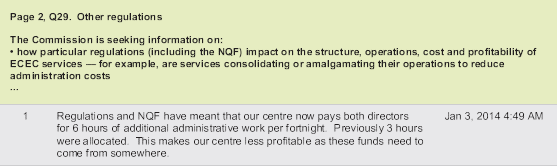 Page 2, Q29. Other regulations
The Commission is seeking information on:
• how particular regulations (including the NQF) impact on the structure, operations, cost and profitability of
ECEC services — for example, are services consolidating or amalgamating their operations to reduce
administration costs
...
1 Regulations and NQF have meant that our centre now pays both directors Jan 3, 2014 4:49 AM
for 6 hours of additional administrative work per fortnight. Previously 3 hours
were allocated. This makes our centre less profitable as these funds need to
come from somewhere.